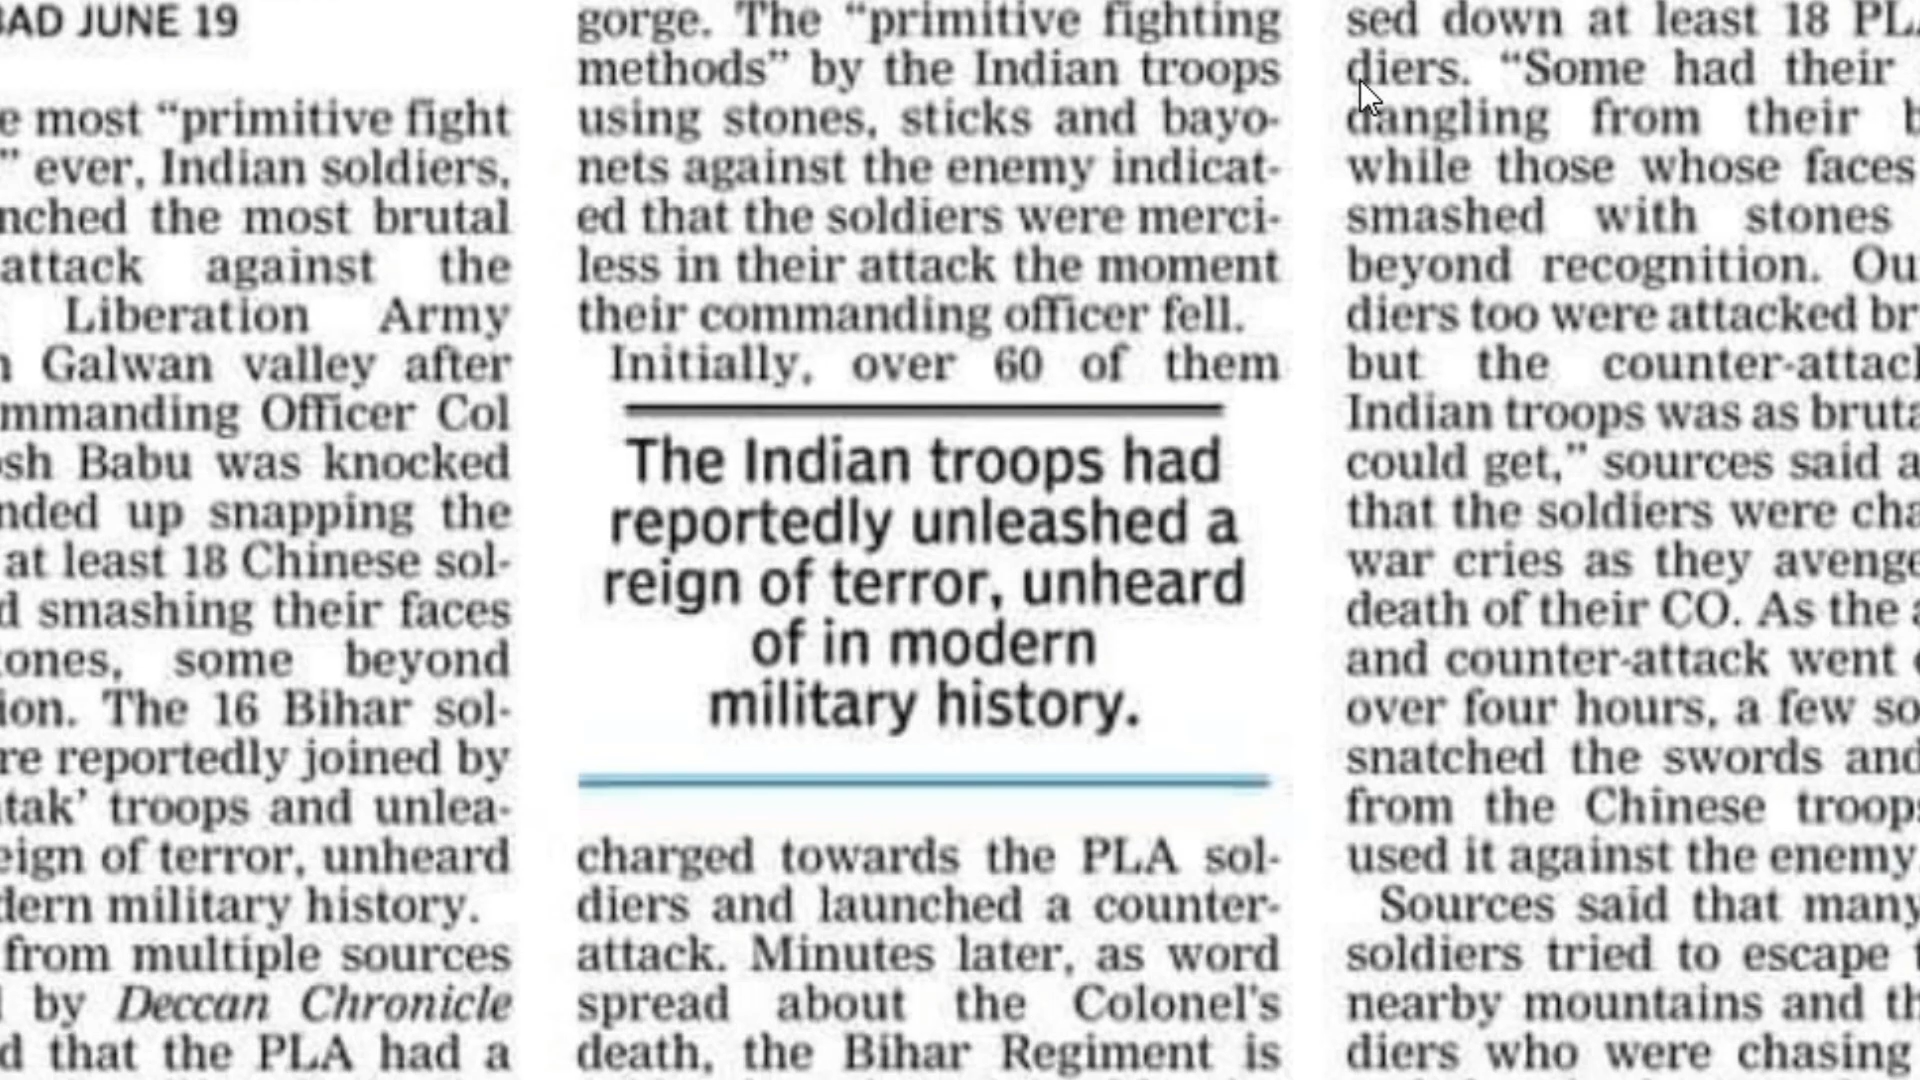 BAD JUNE 19
e most “primitive fight
” ever, Indian soldiers,
nched the most brutal
attack against the
Liberation Army
n Galwan valley after
mmanding Officer Col
osh Babu was knocked
nded up snapping the
at least 18 Chinese sol-
d smashing their faces
tones, some beyond
ion. The 16 Bihar sol-
re reportedly joined by
atak’ troops and unlea-
eign of terror, unheard
dern military history.
from multiple sources
d by Deccan Chronicle
d that the PLA had a
gorge. The “primitive fighting
methods” by the Indian troops
using stones, sticks and bayo-
nets against the enemy indicat-
ed that the soldiers were merci-
less in their attack the moment
their commanding officer fell.
Initially, over 60 of them
The Indian troops had
reportedly unleashed a
reign of terror, unheard
of in modern
military history.
charged towards the PLA sol-
diers and launched a counter-
attack. Minutes later, as word
spread about the Colonel’s
death, the Bihar Regiment is
sed down at least 18 PLA
diers. “Some had their
dangling from their b
while those whose faces
smashed with stones
beyond recognition. Ou
diers too were attacked br
but the counter-attack
Indian troops was as bruta
could get,” sources said a
that the soldiers were cha
war cries as they avenge
death of their CO. As the a
and counter-attack went o
over four hours, a few so
snatched the swords and
from the Chinese troops
used it against the enemy
Sources said that many
soldiers tried to escape t
nearby mountains and th
diers who were chasing